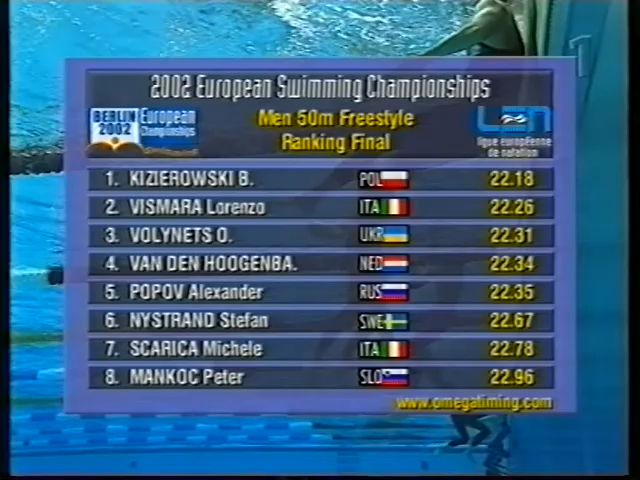 2002 European Swimming Championships
BERLIN 2002 European Championships
Men 50m Freestyle
Ranking Final
LEN
ligue européenne de natation
1
1. KIZIEROWSKI B. POL 22.18
2. VISMARA Lorenzo ITA 22.26
3. VOLYNETS O. UKR 22.31
4. VAN DEN HOOGENBA. NED 22.34
5. POPOV Alexander RUS 22.35
6. NYSTRAND Stefan SWE 22.67
7. SCARICA Michele ITA 22.78
8. MANKOC Peter SLO 22.96
www.omegatiming.com